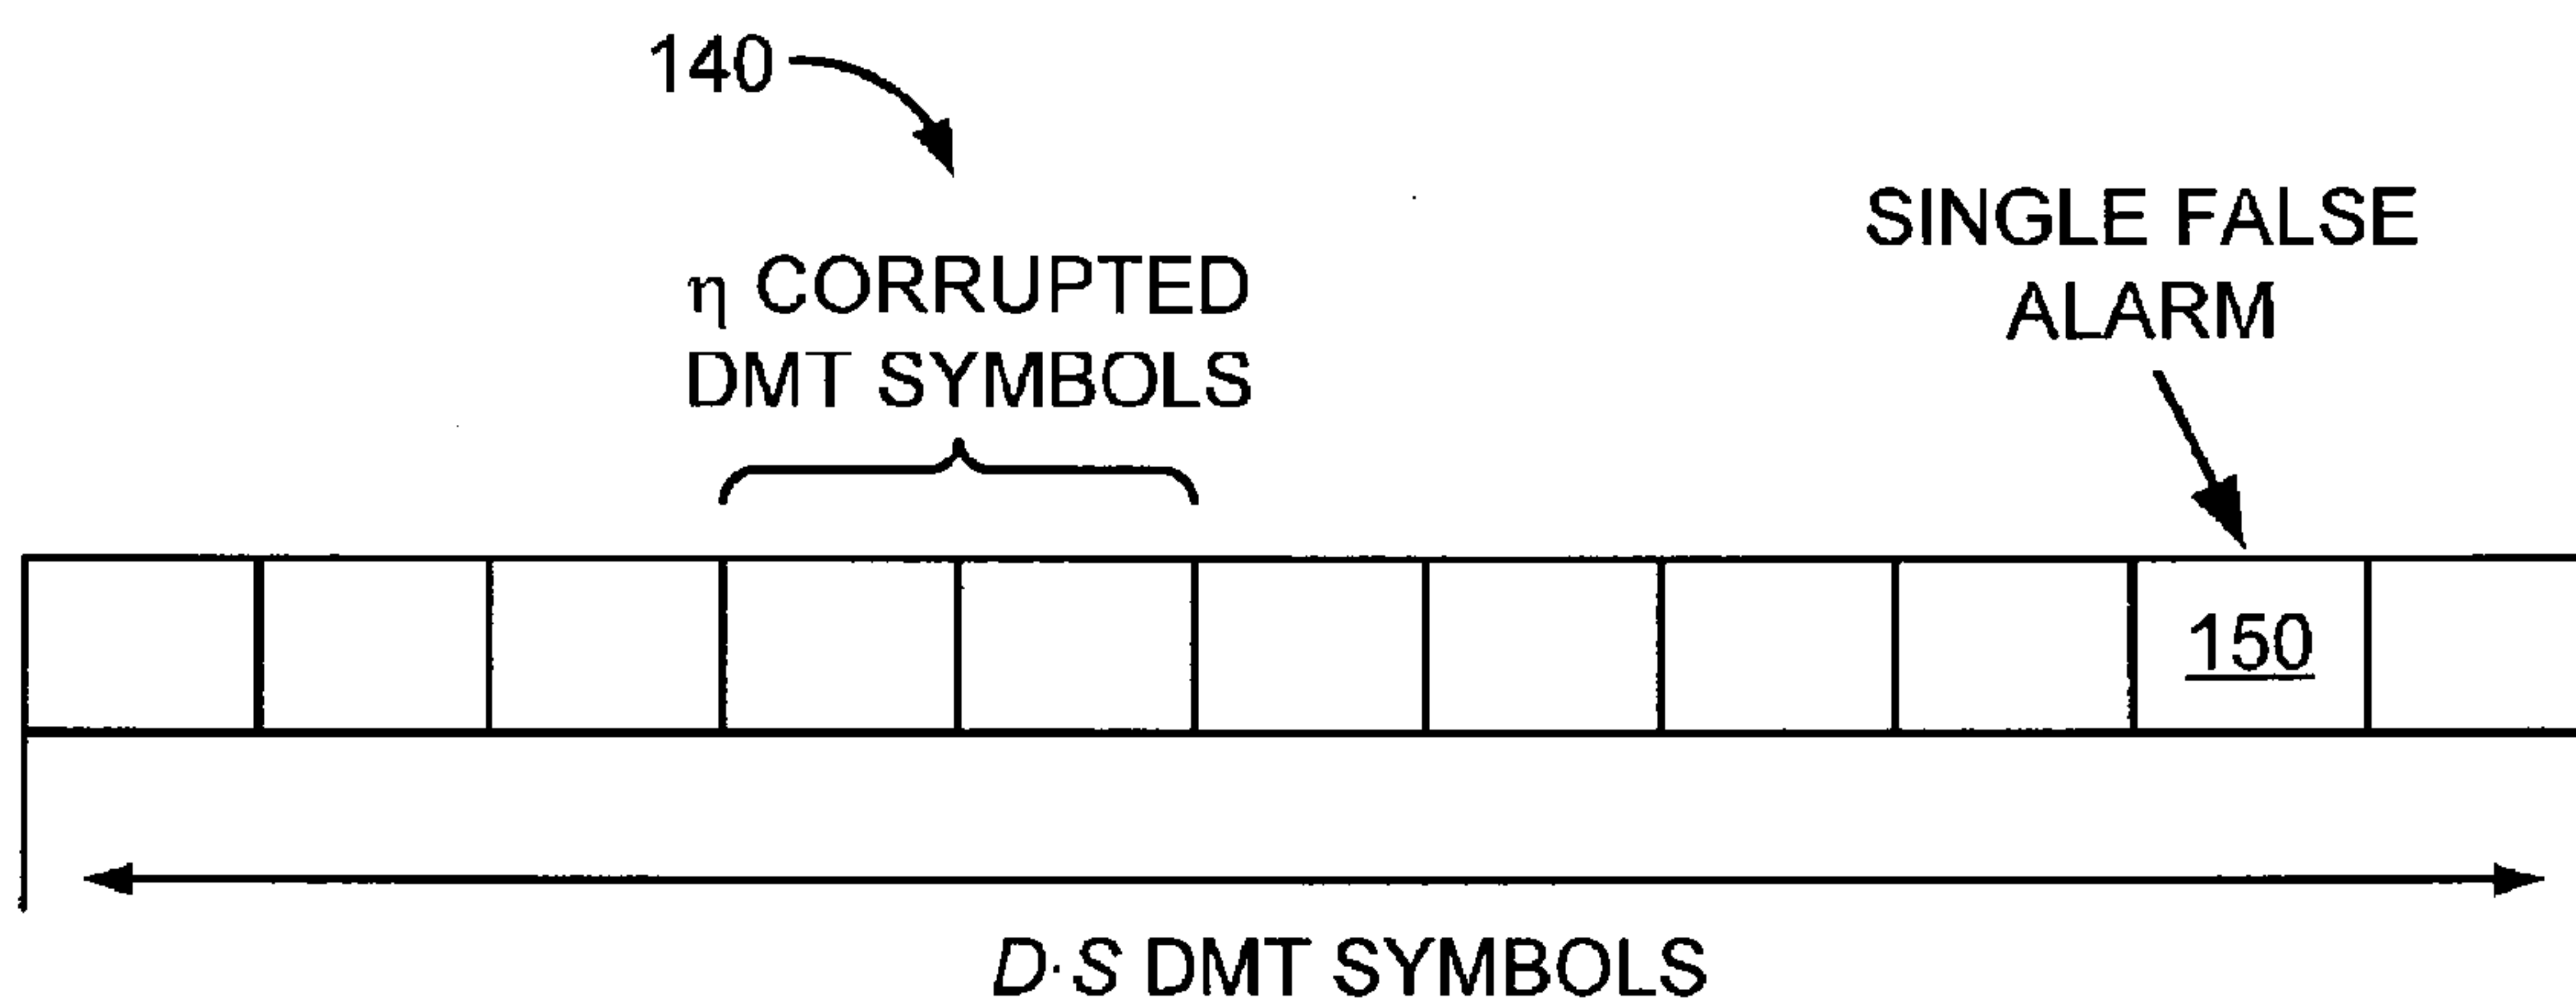 140
η CORRUPTED
DMT SYMBOLS
SINGLE FALSE
ALARM
150
D·S DMT SYMBOLS